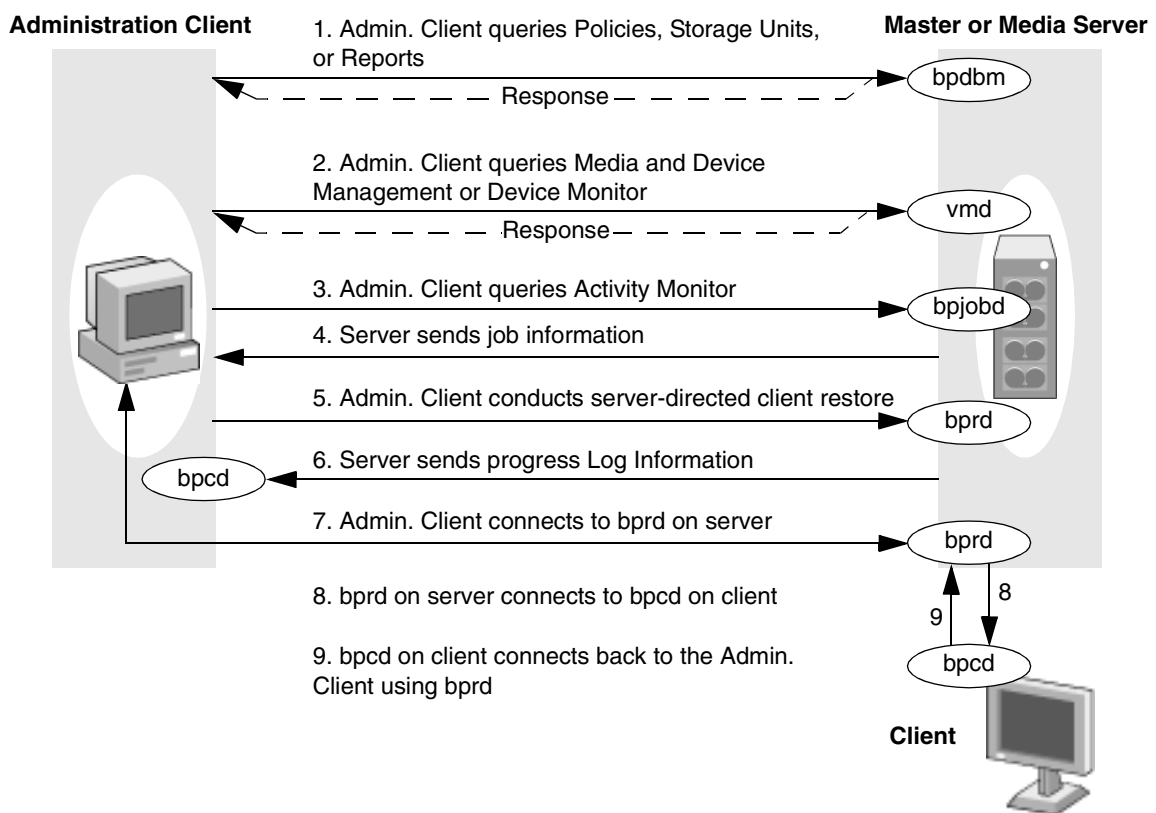 Administration Client
Master or Media Server
1. Admin. Client queries Policies, Storage Units,
or Reports
bpdbm
Response
2. Admin. Client queries Media and Device
Management or Device Monitor
vmd
Response
3. Admin. Client queries Activity Monitor
bpjobd
4. Server sends job information
5. Admin. Client conducts server-directed client restore
bprd
6. Server sends progress Log Information
bpcd
7. Admin. Client connects to bprd on server
bprd
8. bprd on server connects to bpcd on client
8
9
9. bpcd on client connects back to the Admin.
Client using bprd
bpcd
Client